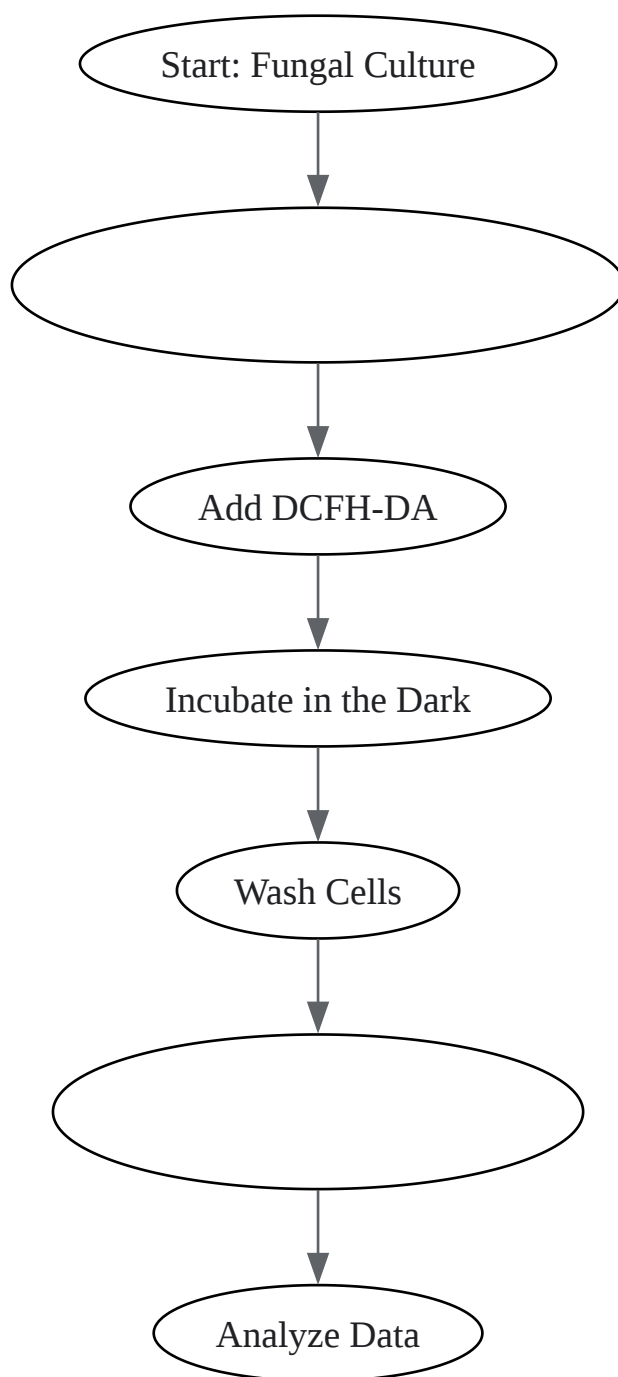 Start: Fungal Culture
Add DCFH-DA
Incubate in the Dark
Wash Cells
Analyze Data